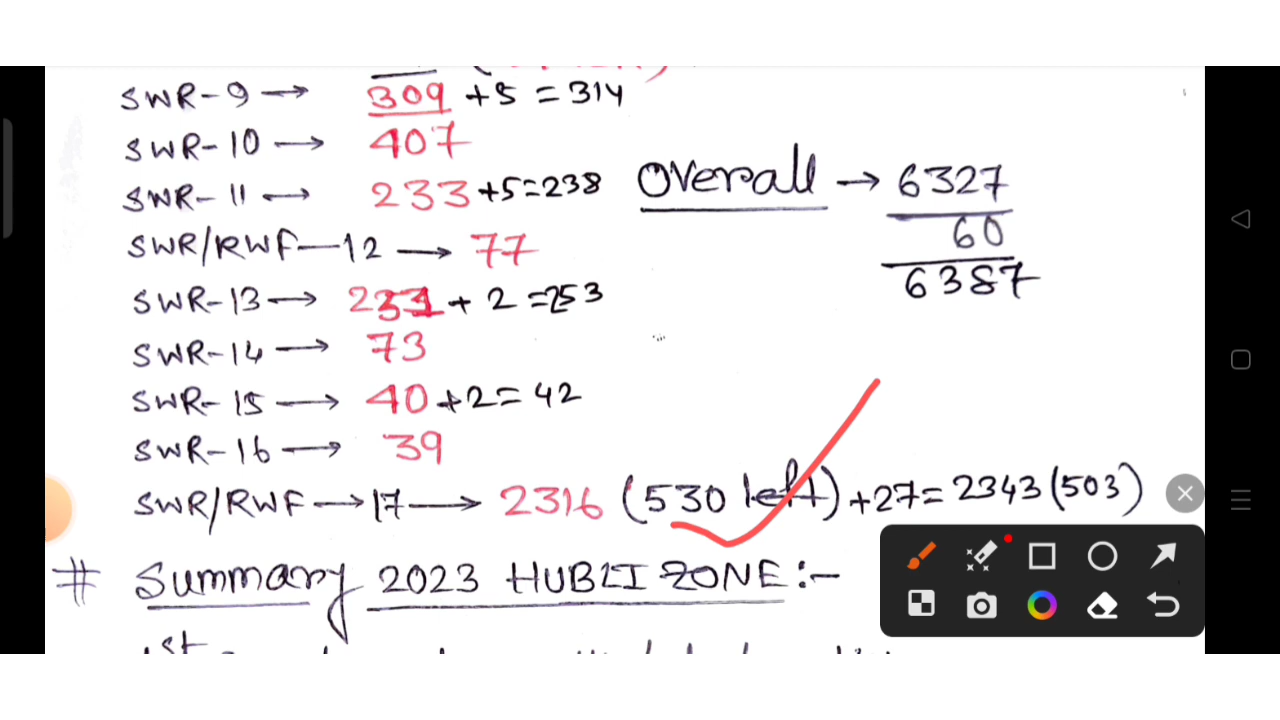 SWR-9 → 309 +5 = 314
SWR-10 → 407
SWR-11 → 233 +5=238
SWR/RWF-12 → 77
SWR-13 → 251 + 2 =253
SWR-14 → 73
SWR-15 → 40 +2= 42
SWR-16 → 39
SWR/RWF → 17 → 2316 (530 left) +27= 2343 (503)
Overall → 6327
60
6387
# Summary 2023 HUBLI ZONE :-
1st